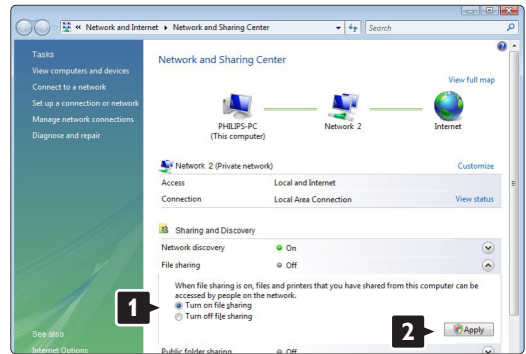 « Network and Internet ▸ Network and Sharing Center
Search
Tasks
View computers and devices
Connect to a network
Set up a connection or network
Manage network connections
Diagnose and repair
See also
Internet Options
Network and Sharing Center
View full map
PHILIPS-PC
(This computer)
Network 2
Internet
Network 2 (Private network)
Customize
Access
Local and Internet
Connection
Local Area Connection
View status
Sharing and Discovery
Network discovery
On
File sharing
Off
When file sharing is on, files and printers that you have shared from this computer can be
accessed by people on the network.
1
Turn on file sharing
Turn off file sharing
2
Apply
Public folder sharing
Off